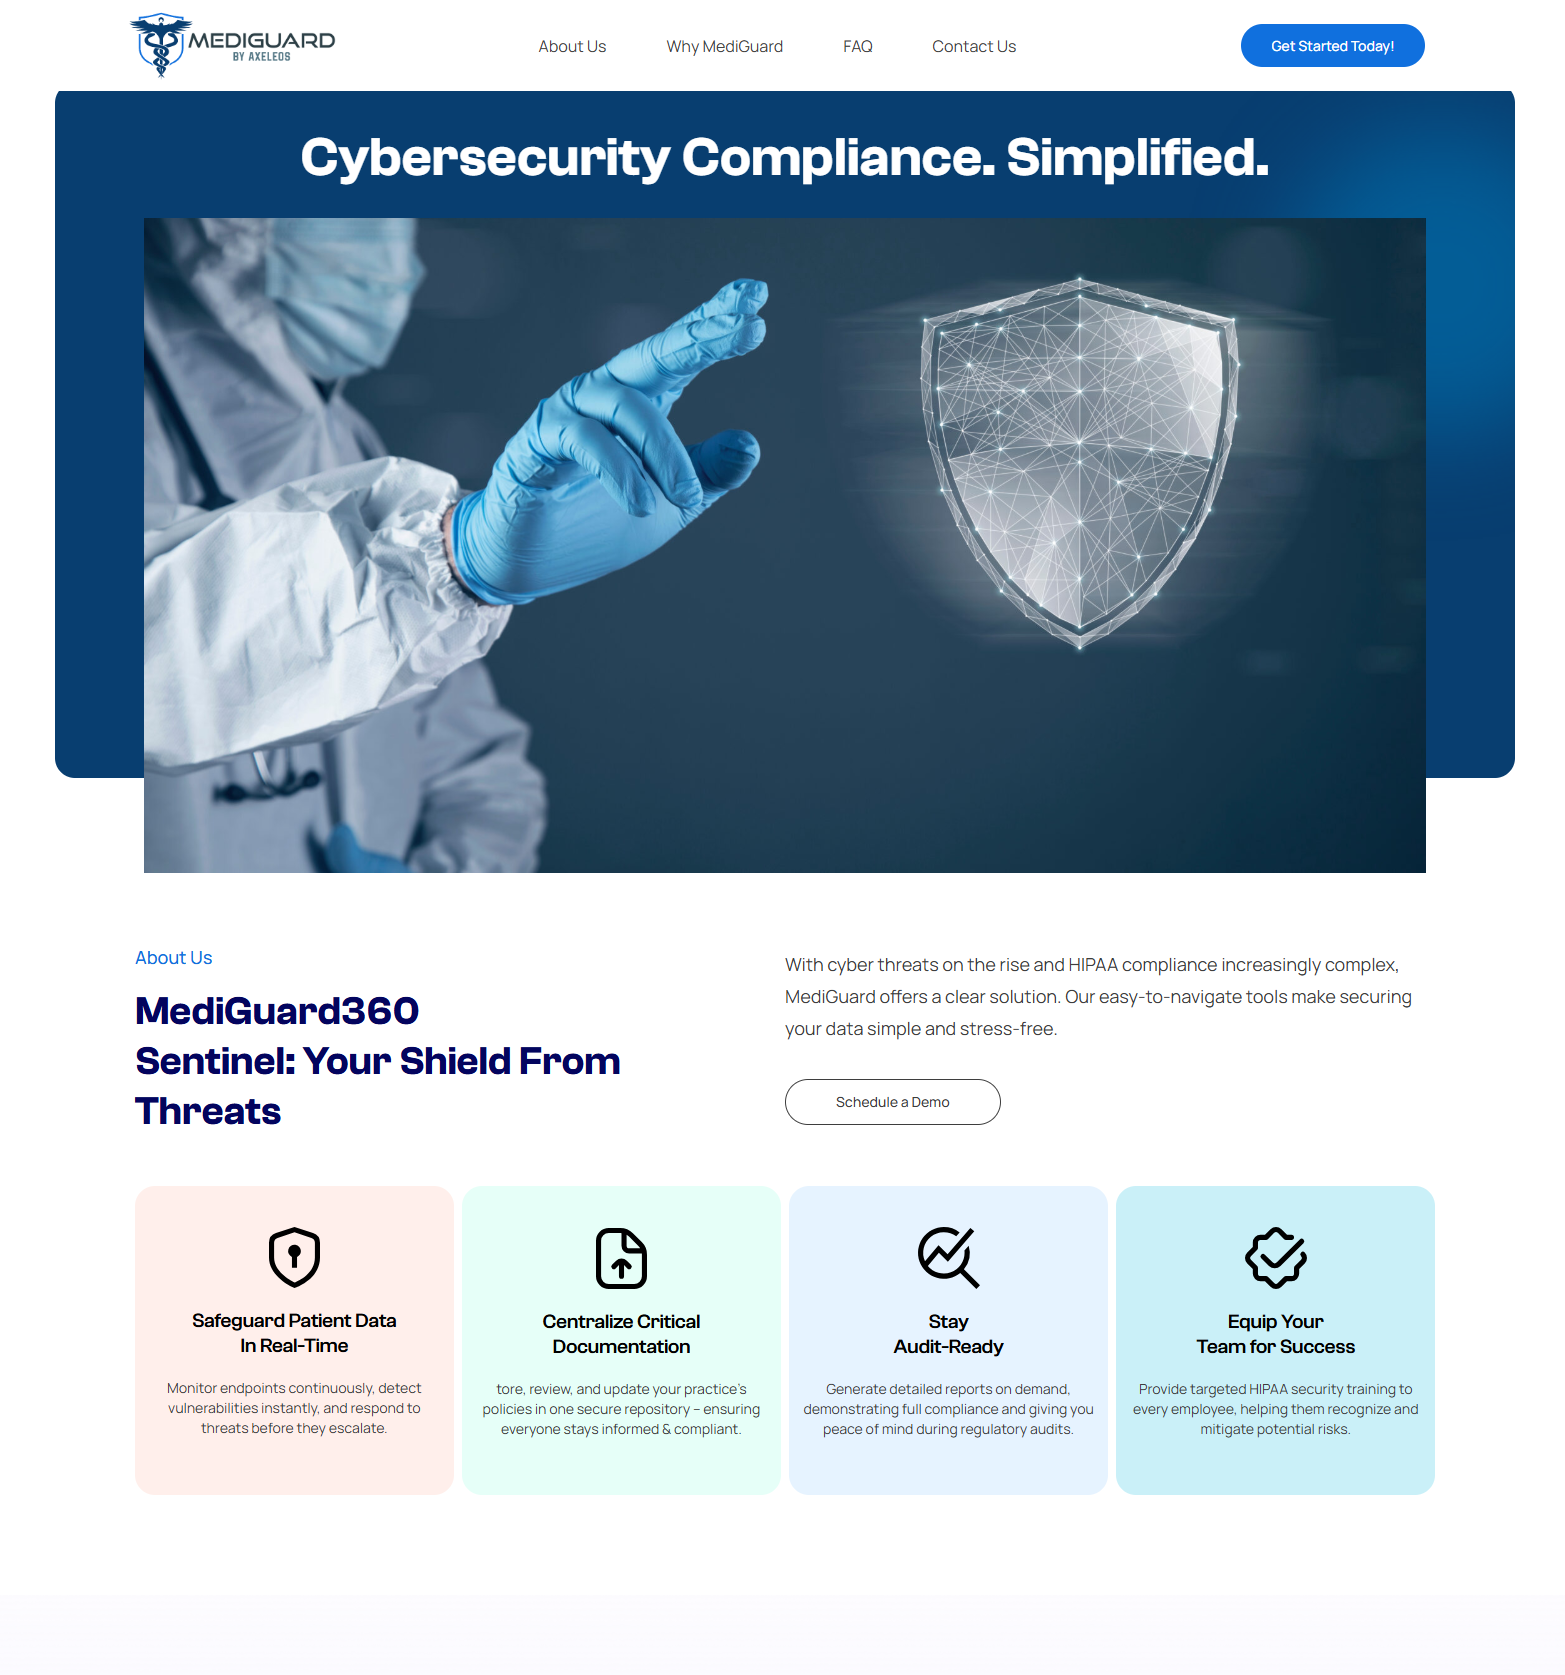 MEDIGUARD
BY AXELEOS
About Us
Why MediGuard
FAQ
Contact Us
Get Started Today!
Cybersecurity Compliance. Simplified.
About Us
MediGuard360
Sentinel: Your Shield From
Threats
With cyber threats on the rise and HIPAA compliance increasingly complex,
MediGuard offers a clear solution. Our easy-to-navigate tools make securing
your data simple and stress-free.
Schedule a Demo
Safeguard Patient Data
In Real-Time
Monitor endpoints continuously, detect
vulnerabilities instantly, and respond to
threats before they escalate.
Centralize Critical
Documentation
tore, review, and update your practice's
policies in one secure repository – ensuring
everyone stays informed & compliant.
Stay
Audit-Ready
Generate detailed reports on demand,
demonstrating full compliance and giving you
peace of mind during regulatory audits.
Equip Your
Team for Success
Provide targeted HIPAA security training to
every employee, helping them recognize and
mitigate potential risks.